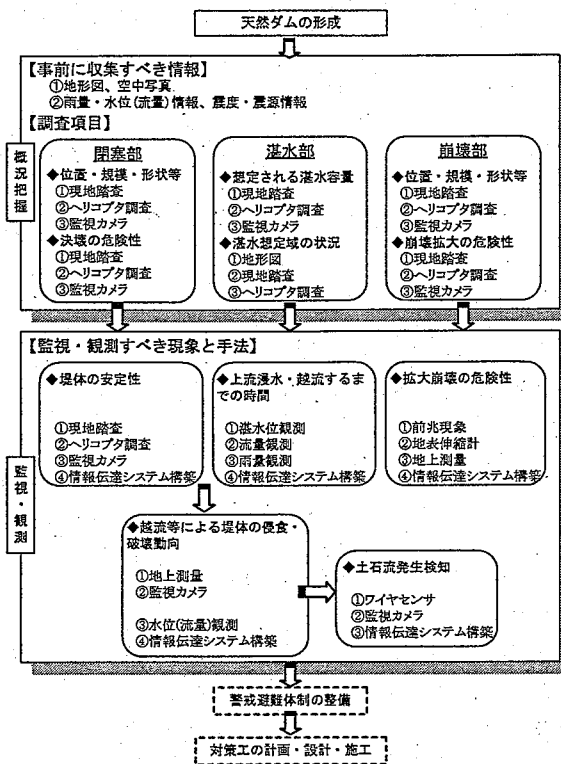 天然ダムの形成
【事前に収集すべき情報】
①地形図、空中写真
②雨量・水位(流量)情報、震度・震源情報
【調査項目】
概況把握
閉塞部
◆位置・規模・形状等
①現地踏査
②ヘリコプタ調査
③監視カメラ
◆決壊の危険性
①現地踏査
②ヘリコプタ調査
③監視カメラ
湛水部
◆想定される湛水容量
①現地踏査
②ヘリコプタ調査
③監視カメラ
◆湛水想定域の状況
①地形図
②現地踏査
③ヘリコプタ調査
崩壊部
◆位置・規模・形状等
①現地踏査
②ヘリコプタ調査
③監視カメラ
◆崩壊拡大の危険性
①現地踏査
②ヘリコプタ調査
③監視カメラ
【監視・観測すべき現象と手法】
監視・観測
◆堤体の安定性
①現地踏査
②ヘリコプタ調査
③監視カメラ
④情報伝達システム構築
◆上流浸水・越流するま
での時間
①湛水位観測
②流量観測
③雨量観測
④情報伝達システム構築
◆拡大崩壊の危険性
①前兆現象
②地表伸縮計
③地上測量
④情報伝達システム構築
◆越流等による堤体の侵食・
破壊動向
①地上測量
②監視カメラ
③水位(流量)観測
④情報伝達システム構築
◆土石流発生検知
①ワイヤセンサ
②監視カメラ
③情報伝達システム構築
警戒避難体制の整備
対策工の計画・設計・施工